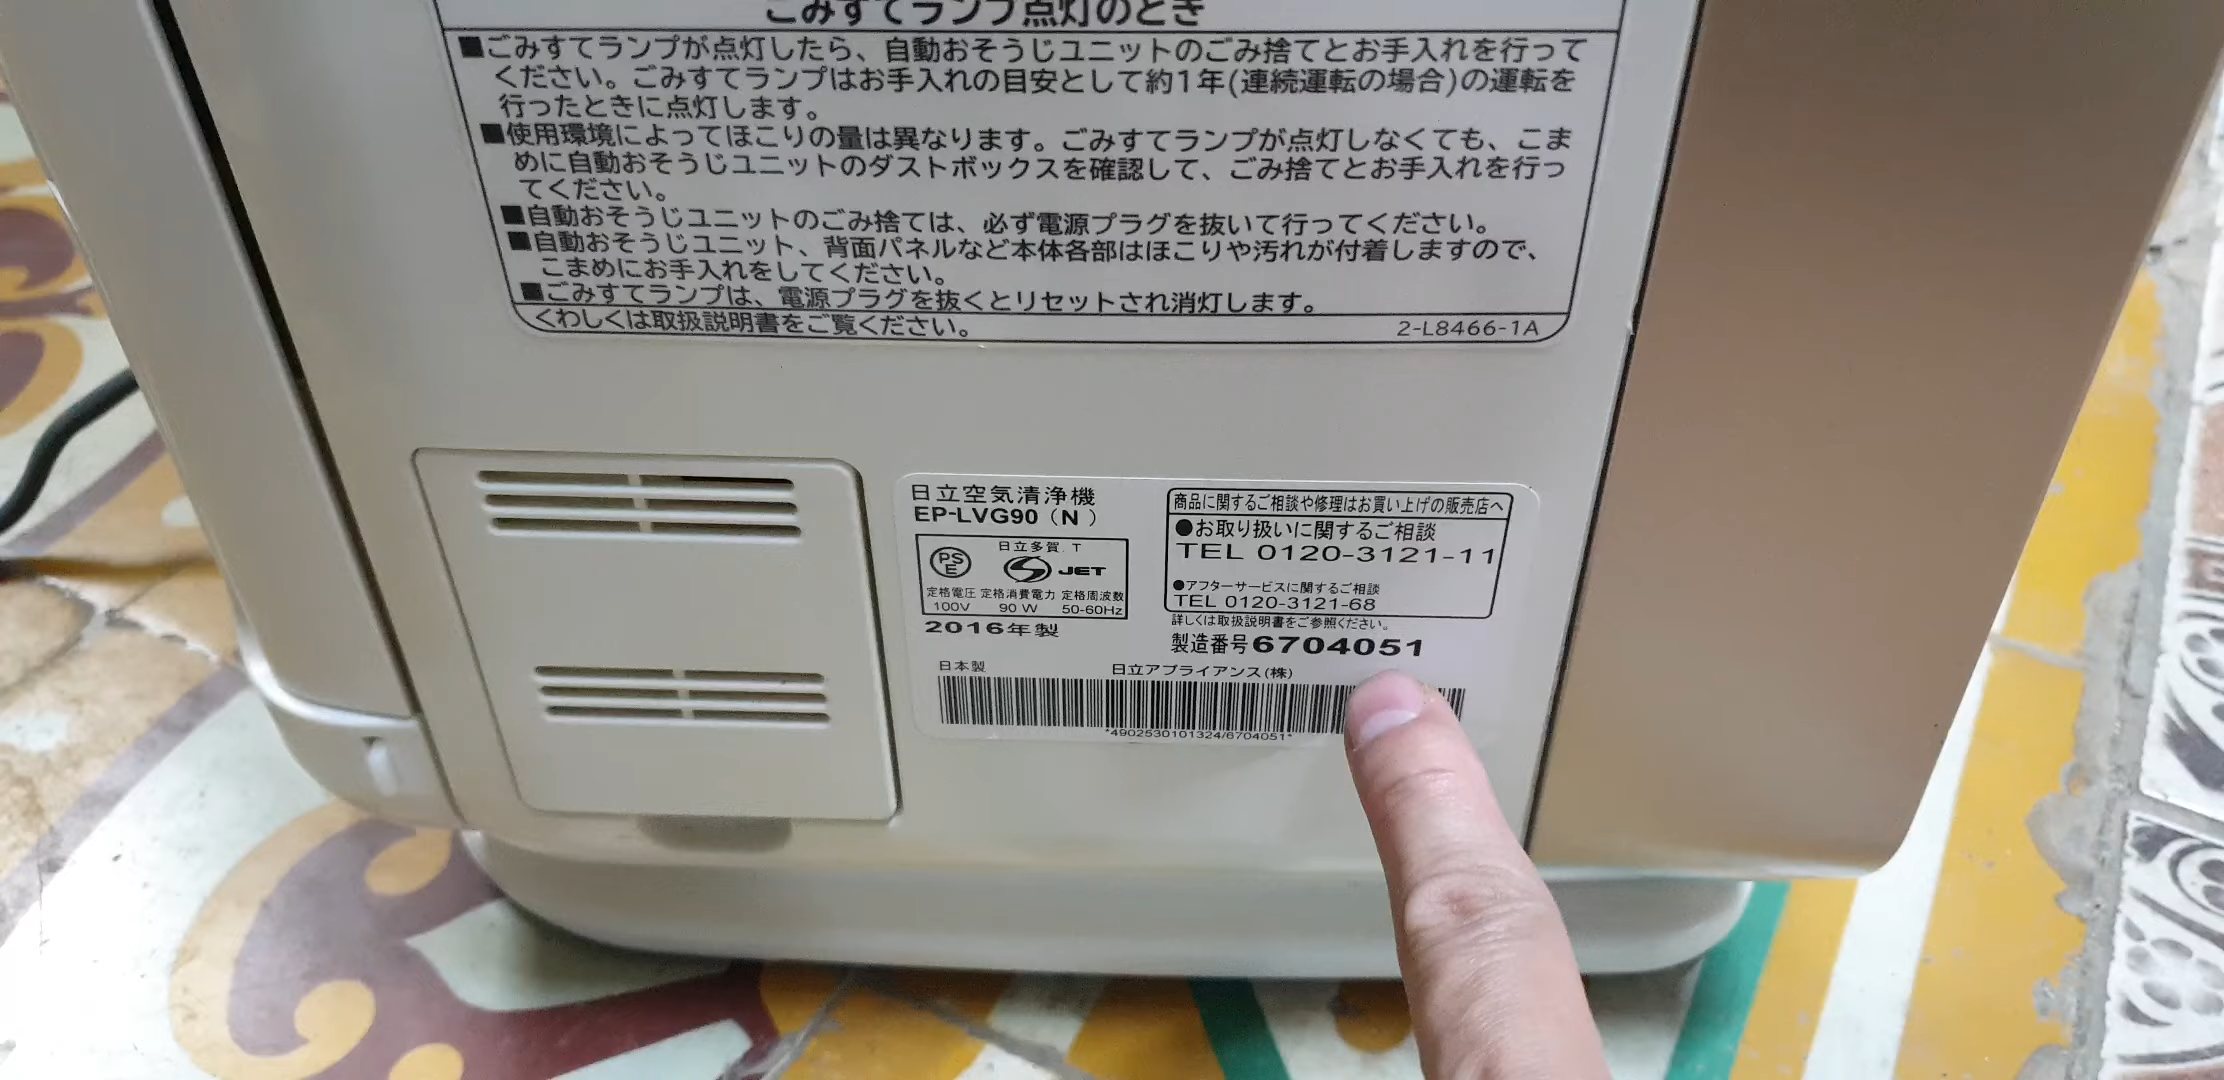 ごみすてランプ点灯のとき
■ごみすてランプが点灯したら、自動おそうじユニットのごみ捨てとお手入れを行って
ください。ごみすてランプはお手入れの目安として約1年(連続運転の場合)の運転を
行ったときに点灯します。
■使用環境によってほこりの量は異なります。ごみすてランプが点灯しなくても、こま
めに自動おそうじユニットのダストボックスを確認して、ごみ捨てとお手入れを行っ
てください。
■自動おそうじユニットのごみ捨ては、必ず電源プラグを抜いて行ってください。
■自動おそうじユニット、背面パネルなど本体各部はほこりや汚れが付着しますので、
こまめにお手入れをしてください。
■ごみすてランプは、電源プラグを抜くとリセットされ消灯します。
くわしくは取扱説明書をご覧ください。
2-L8466-1A
日立空気清浄機
EP-LVG90（N）
日立多賀.T
PS
E
JET
定格電圧 定格消費電力 定格周波数
100V 90 W 50-60Hz
2016年製
商品に関するご相談や修理はお買い上げの販売店へ
●お取り扱いに関するご相談
TEL 0120-3121-11
●アフターサービスに関するご相談
TEL 0120-3121-68
詳しくは取扱説明書をご参照ください。
製造番号6704051
日本製
日立アプライアンス(株)
*4902530101324/6704051*